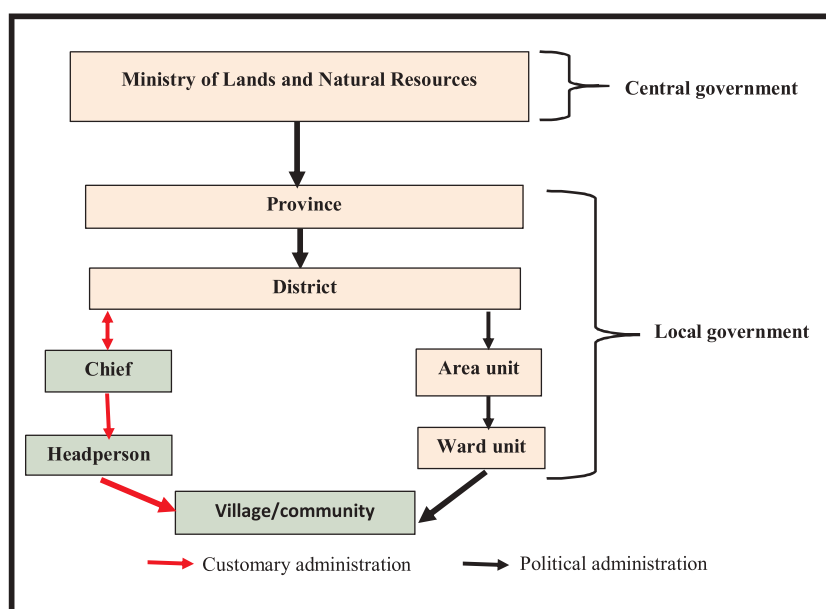 Ministry of Lands and Natural Resources
Central government
Province
District
Local government
Chief
Area unit
Headperson
Ward unit
Village/community
Customary administration
Political administration